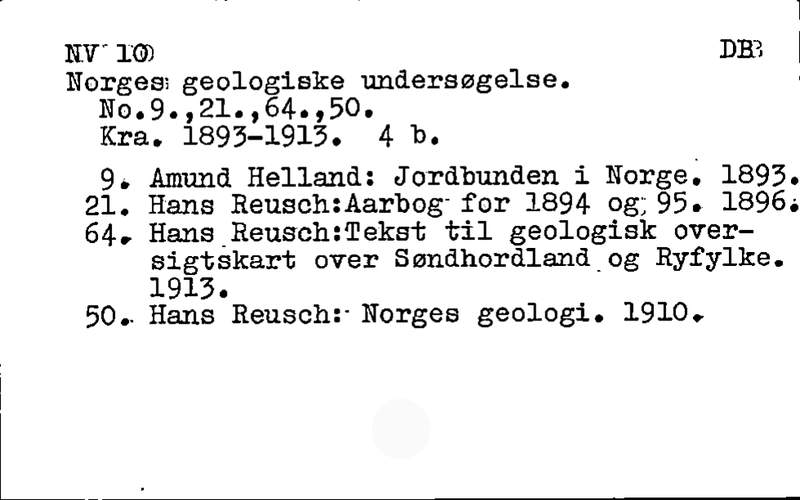 NV 10 DB
Norges geologiske undersøgelse.
No.9.,21.,64.,50.
Kra. 1893-1913. 4 b.
9. Amund Helland: Jordbunden i Norge. 1893.
21. Hans Reusch:Aarbog for 1894 og 95. 1896.
64. Hans Reusch:Tekst til geologisk over-
sigtskart over Søndhordland og Ryfylke.
1913.
50. Hans Reusch: Norges geologi. 1910.